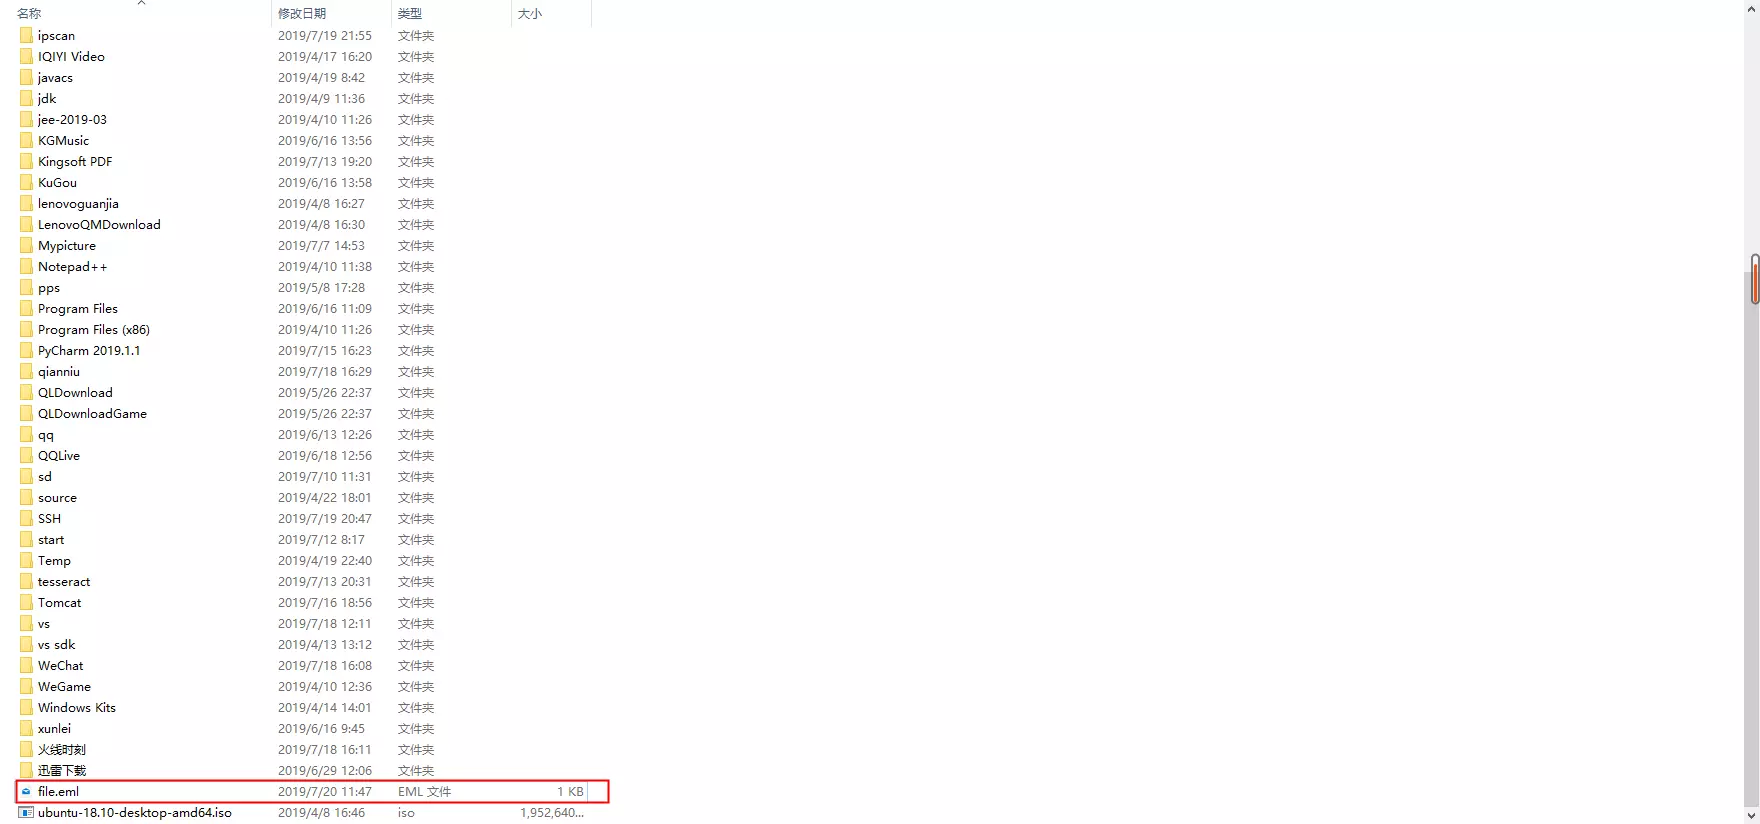 名称 修改日期 类型 大小
ipscan 2019/7/19 21:55 文件夹
IQIYI Video 2019/4/17 16:20 文件夹
javacs 2019/4/19 8:42 文件夹
jdk 2019/4/9 11:36 文件夹
jee-2019-03 2019/4/10 11:26 文件夹
KGMusic 2019/6/16 13:56 文件夹
Kingsoft PDF 2019/7/13 19:20 文件夹
KuGou 2019/6/16 13:58 文件夹
lenovoguanjia 2019/4/8 16:27 文件夹
LenovoQMDownload 2019/4/8 16:30 文件夹
Mypicture 2019/7/7 14:53 文件夹
Notepad++ 2019/4/10 11:38 文件夹
pps 2019/5/8 17:28 文件夹
Program Files 2019/6/16 11:09 文件夹
Program Files (x86) 2019/4/10 11:26 文件夹
PyCharm 2019.1.1 2019/7/15 16:23 文件夹
qianniu 2019/7/18 16:29 文件夹
QLDownload 2019/5/26 22:37 文件夹
QLDownloadGame 2019/5/26 22:37 文件夹
qq 2019/6/13 12:26 文件夹
QQLive 2019/6/18 12:56 文件夹
sd 2019/7/10 11:31 文件夹
source 2019/4/22 18:01 文件夹
SSH 2019/7/19 20:47 文件夹
start 2019/7/12 8:17 文件夹
Temp 2019/4/19 22:40 文件夹
tesseract 2019/7/13 20:31 文件夹
Tomcat 2019/7/16 18:56 文件夹
vs 2019/7/18 12:11 文件夹
vs sdk 2019/4/13 13:12 文件夹
WeChat 2019/7/18 16:08 文件夹
WeGame 2019/4/10 12:36 文件夹
Windows Kits 2019/4/14 14:01 文件夹
xunlei 2019/6/16 9:45 文件夹
火线时刻 2019/7/18 16:11 文件夹
迅雷下载 2019/6/29 12:06 文件夹
file.eml 2019/7/20 11:47 EML 文件 1 KB
ubuntu-18.10-desktop-amd64.iso 2019/4/8 16:46 iso 1,952,640...